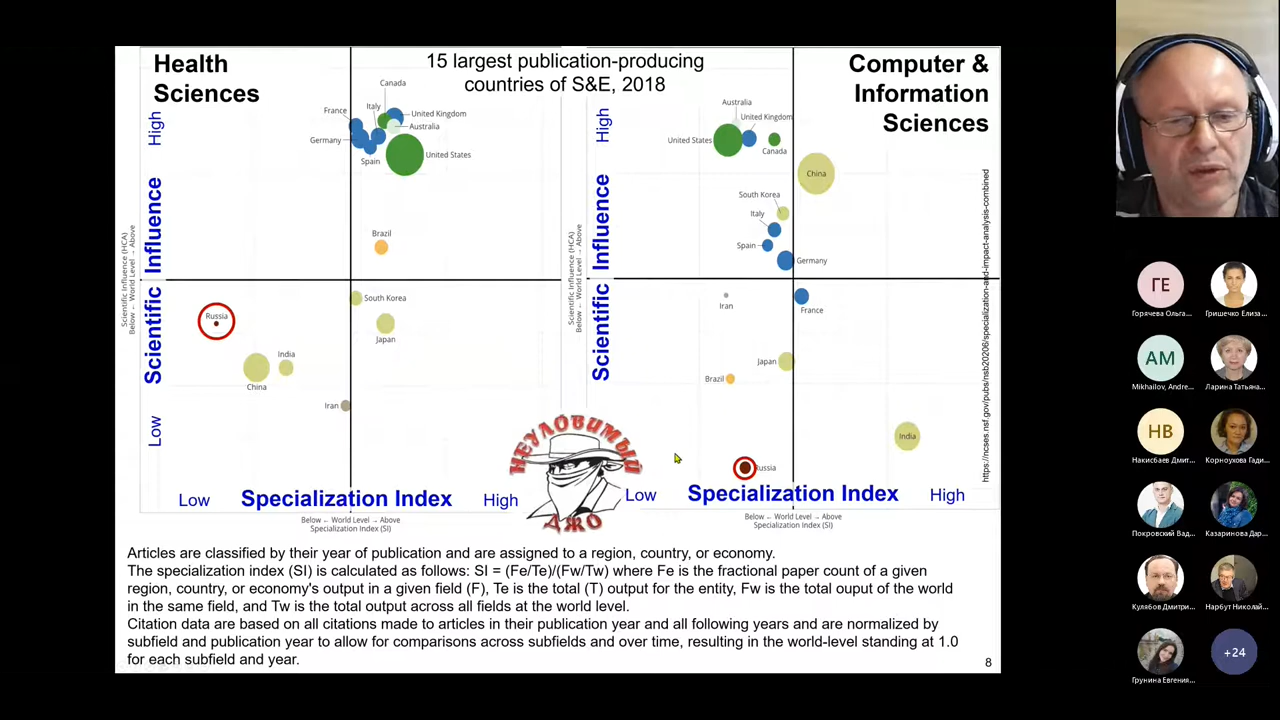 15 largest publication-producing
countries of S&E, 2018
Health
Sciences
High
Scientific Influence
Low
Scientific Influence (HCA)
Below ← World Level → Above
Canada
France
Italy
United Kingdom
Australia
Germany
Spain
United States
Brazil
South Korea
Russia
Japan
India
China
Iran
Low
Specialization Index
High
Below ← World Level → Above
Specialization Index (SI)
НЕУЛОВИМЫЙ
ДЖО
Computer &
Information
Sciences
High
Scientific Influence
Scientific Influence (HCA)
Below ← World Level → Above
Australia
United Kingdom
United States
Canada
China
South Korea
Italy
Spain
Germany
Iran
France
Japan
Brazil
India
Russia
Low
Specialization Index
High
Below ← World Level → Above
Specialization Index (SI)
https://ncses.nsf.gov/pubs/nsb20206/specialization-and-impact-analysis-combined
Articles are classified by their year of publication and are assigned to a region, country, or economy.
The specialization index (SI) is calculated as follows: SI = (Fe/Te)/(Fw/Tw) where Fe is the fractional paper count of a given
region, country, or economy's output in a given field (F), Te is the total (T) output for the entity, Fw is the total ouput of the world
in the same field, and Tw is the total output across all fields at the world level.
Citation data are based on all citations made to articles in their publication year and all following years and are normalized by
subfield and publication year to allow for comparisons across subfields and over time, resulting in the world-level standing at 1.0
for each subfield and year.
8
ГЕ
Горячева Ольга...
Гришечко Елиза...
AM
Mikhailov, Andre...
Ларина Татьяна...
НВ
Накисбаев Дмит...
Корноухова Гади...
Покровский Вад...
Казаринова Дар...
Кулябов Дмитри...
Нарбут Николай...
Грунина Евгения...
+24